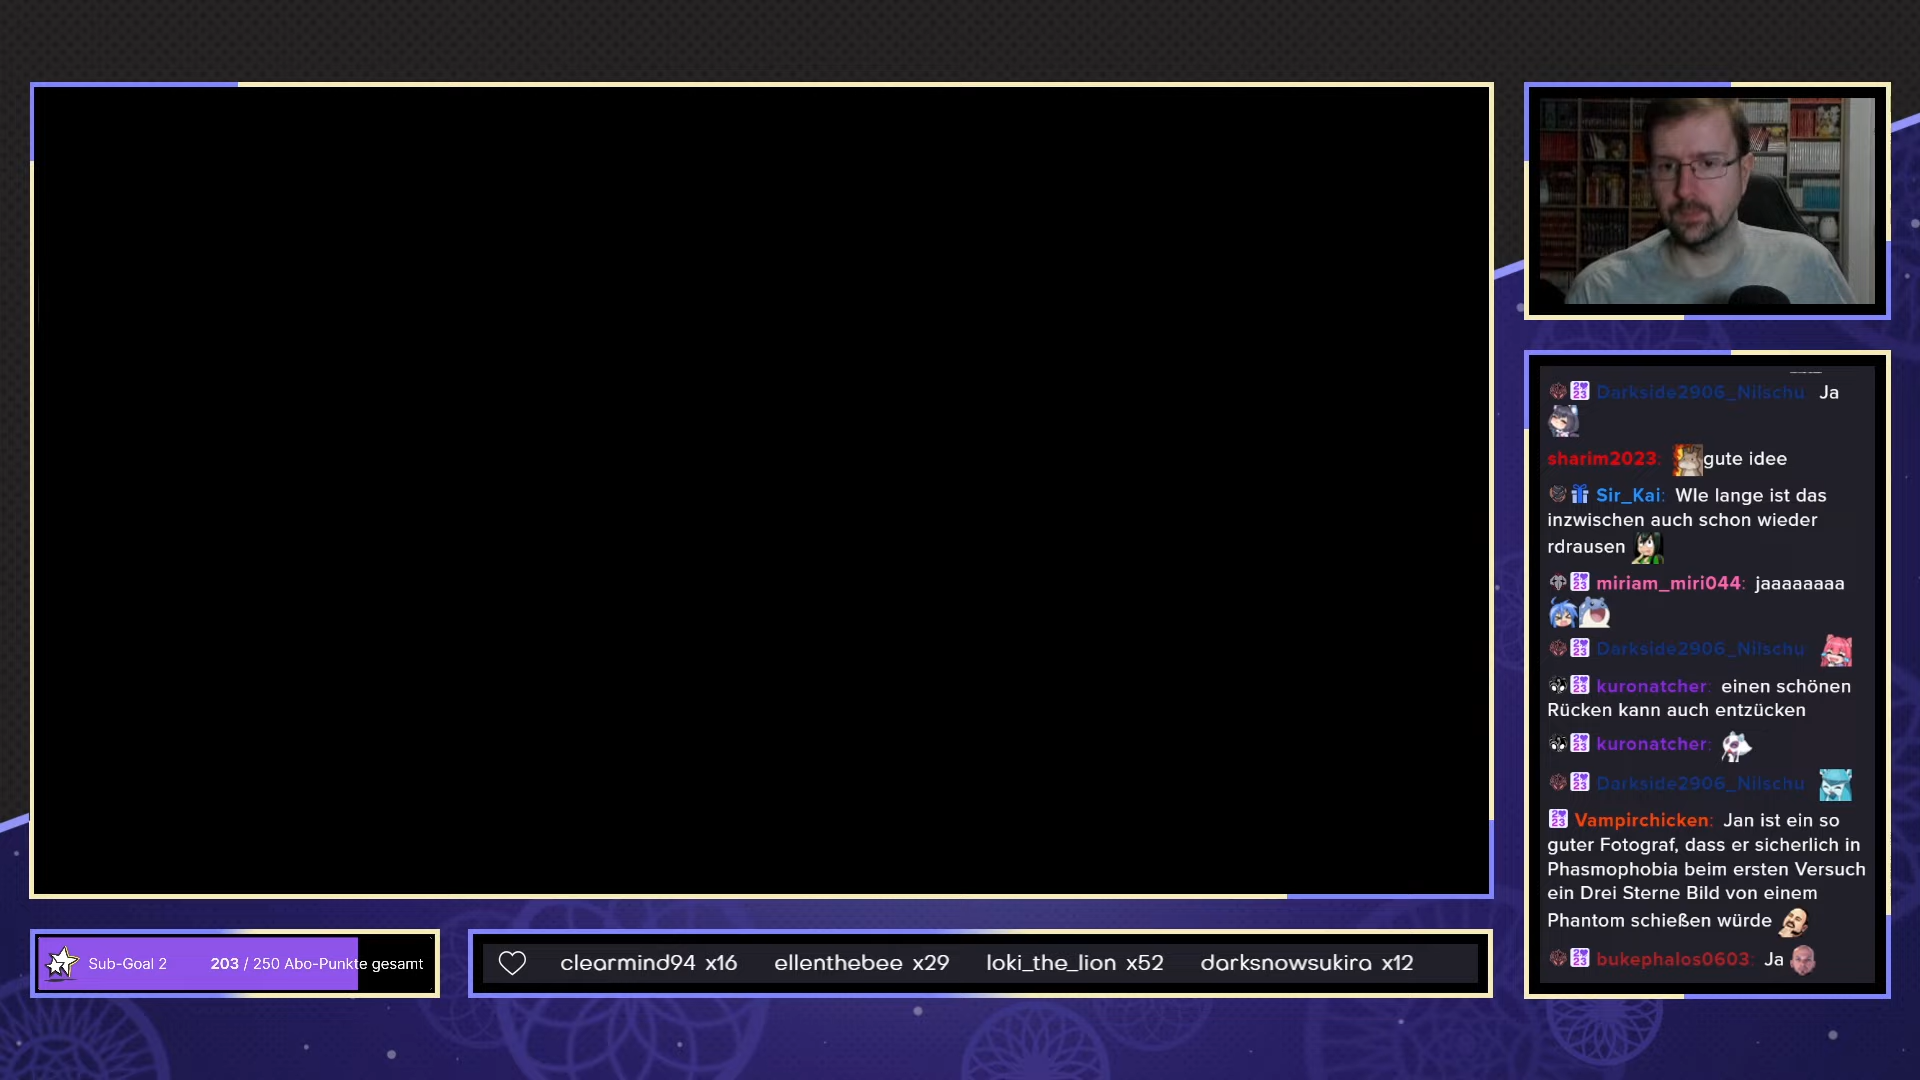 Darkside2906_Nilschu Ja
sharim2023: gute idee
Sir_Kai: WIe lange ist das
inzwischen auch schon wieder
rdrausen
miriam_miri044: jaaaaaaaa
Darkside2906_Nilschu
kuronatcher: einen schönen
Rücken kann auch entzücken
kuronatcher:
Darkside2906_Nilschu
Vampirchicken: Jan ist ein so
guter Fotograf, dass er sicherlich in
Phasmophobia beim ersten Versuch
ein Drei Sterne Bild von einem
Phantom schießen würde
bukephalos0603: Ja
Sub-Goal 2 203 / 250 Abo-Punkte gesamt
clearmind94 x16 ellenthebee x29 loki_the_lion x52 darksnowsukira x12